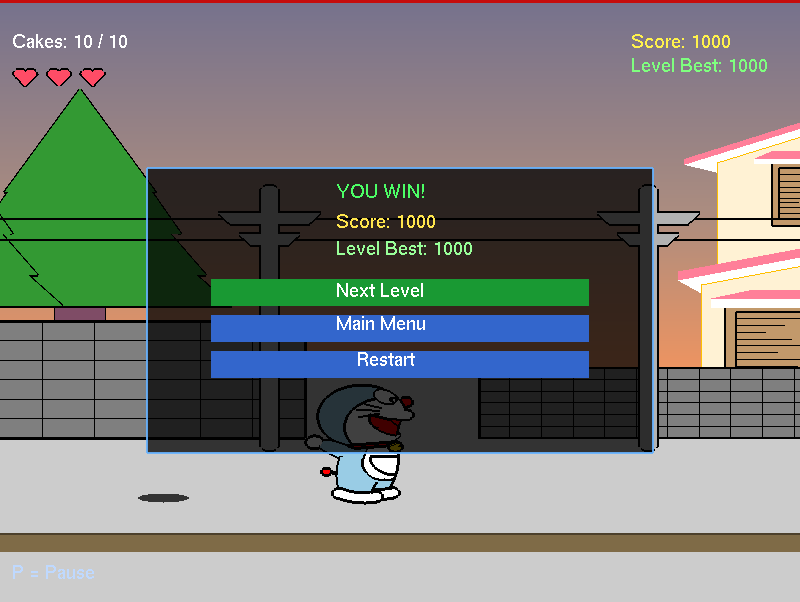 Cakes: 10 / 10
Score: 1000
Level Best: 1000
YOU WIN!
Score: 1000
Level Best: 1000
Next Level
Main Menu
Restart
P = Pause